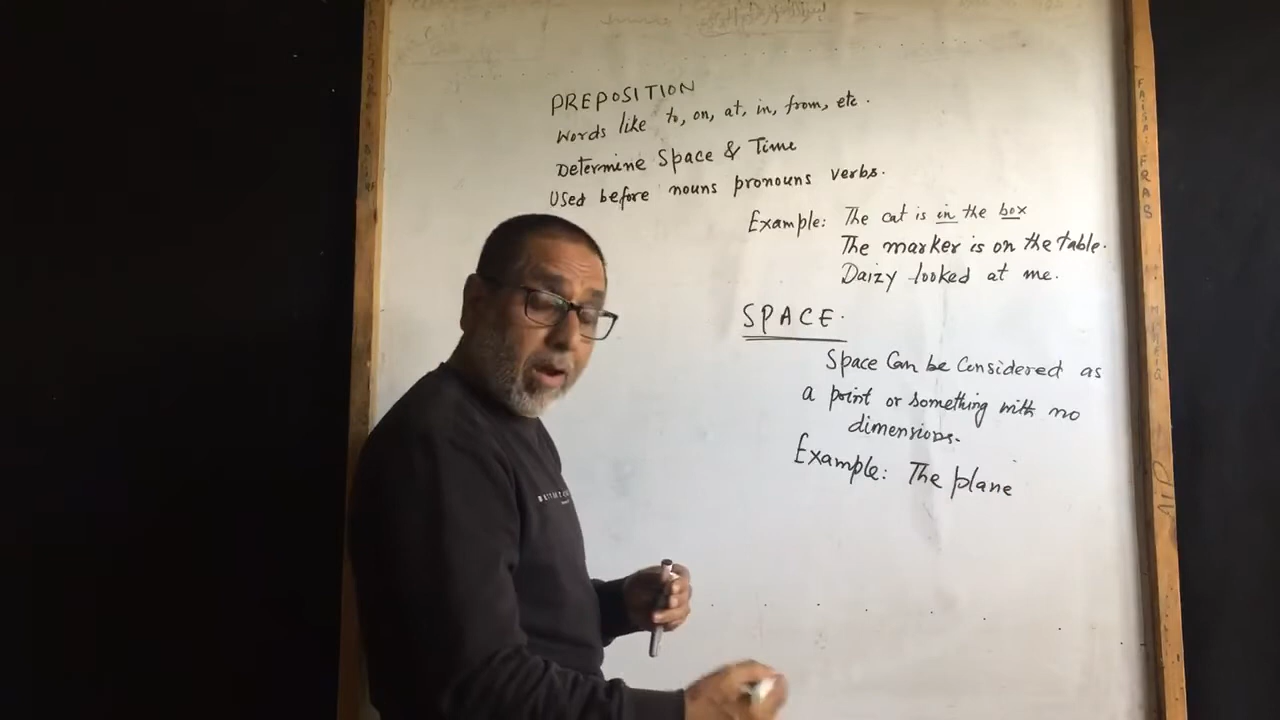 PREPOSITION
Words like to, on, at, in, from, etc.
Determine Space & Time
Used before nouns pronouns verbs.
Example: The cat is in the box
The marker is on the table.
Daizy looked at me.
SPACE.
Space Can be Considered as
a point or something with no
dimensions.
Example: The plane